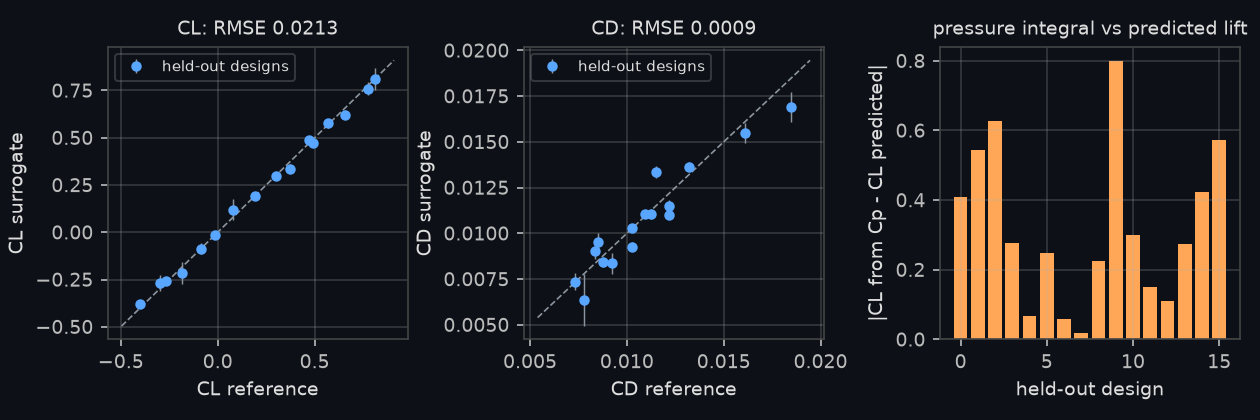 CL: RMSE 0.0213
held-out designs
CL surrogate
0.75
0.50
0.25
0.00
−0.25
−0.50
−0.5
0.0
0.5
CL reference
CD: RMSE 0.0009
held-out designs
CD surrogate
0.0200
0.0175
0.0150
0.0125
0.0100
0.0075
0.0050
0.005
0.010
0.015
0.020
CD reference
pressure integral vs predicted lift
|CL from Cp - CL predicted|
0.8
0.6
0.4
0.2
0.0
0
5
10
15
held-out design